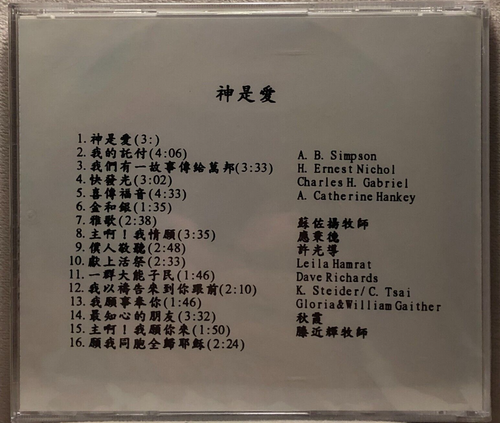 神是愛
1. 神是愛(3:)
2. 我的託付(4:06) A. B. Simpson
3. 我們有一故事傳給萬邦(3:33) H. Ernest Nichol
4. 快發光(3:02) Charles H. Gabriel
5. 喜傳福音(4:33) A. Catherine Hankey
6. 金和銀(1:35)
7. 雅歌(2:38) 蘇佐揚牧師
8. 主啊！我情願(3:35) 應秉德
9. 僕人敬聽(2:48) 許光導
10. 獻上活祭(2:33) Leila Hamrat
11. 一群大能子民(1:46) Dave Richards
12. 我以禱告來到你跟前(2:10) K. Steider/ C. Tsai
13. 我願事奉你(1:46) Gloria&William Gaither
14. 最知心的朋友(3:32) 秋霞
15. 主啊！我願你來(1:50) 滕近輝牧師
16. 願我同胞全歸耶穌(2:24)